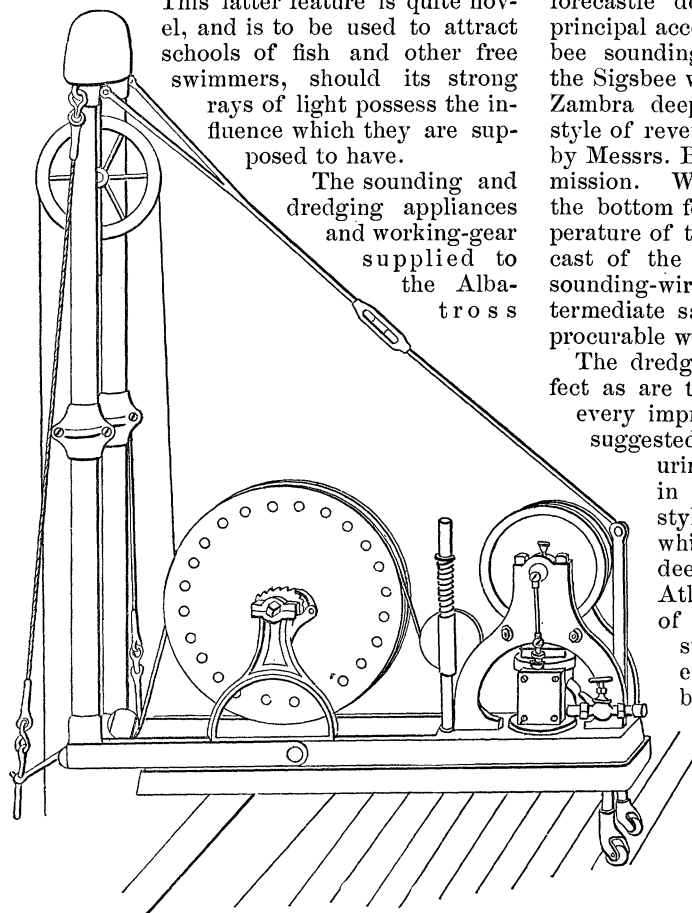 This latter feature is quite nov-
el, and is to be used to attract
schools of fish and other free
swimmers, should its strong
rays of light possess the in-
fluence which they are sup-
posed to have.
The sounding and
dredging appliances
and working-gear
supplied to
the Alba-
tross
forecastle de
principal acc
bee sounding
the Sigsbee w
Zambra deep
style of reve
by Messrs.
mission. W
the bottom f
perature of t
cast of the
sounding-wir
termediate sa
procurable w
The dredg
fect as are t
every impr
suggested
urin
in
styl
whi
dee
Atl
of
s
e
b